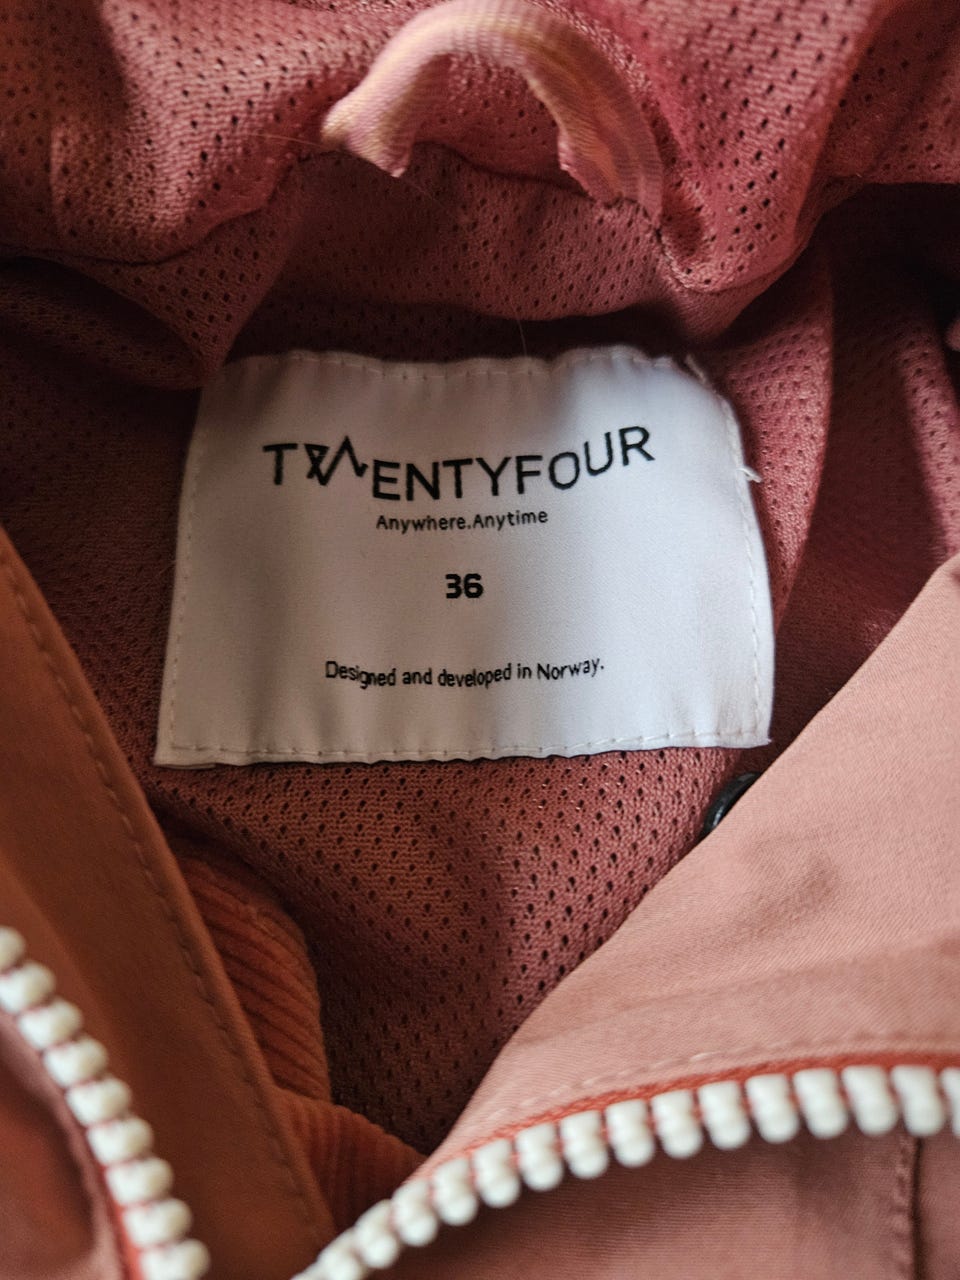 TWENTYFOUR
Anywhere.Anytime
36
Designed and developed in Norway.